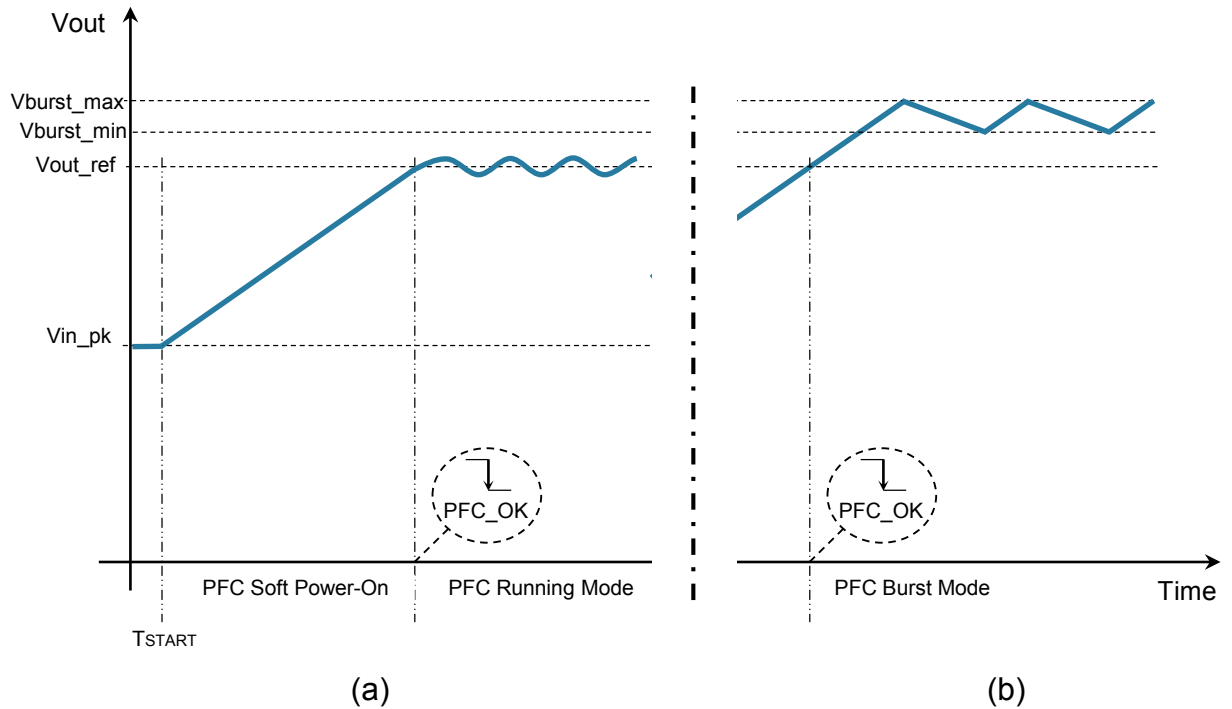 Vout
Vburst_max
Vburst_min
Vout_ref
Vin_pk
PFC_OK
PFC_OK
PFC Soft Power-On
PFC Running Mode
PFC Burst Mode
Time
TSTART
(a)
(b)